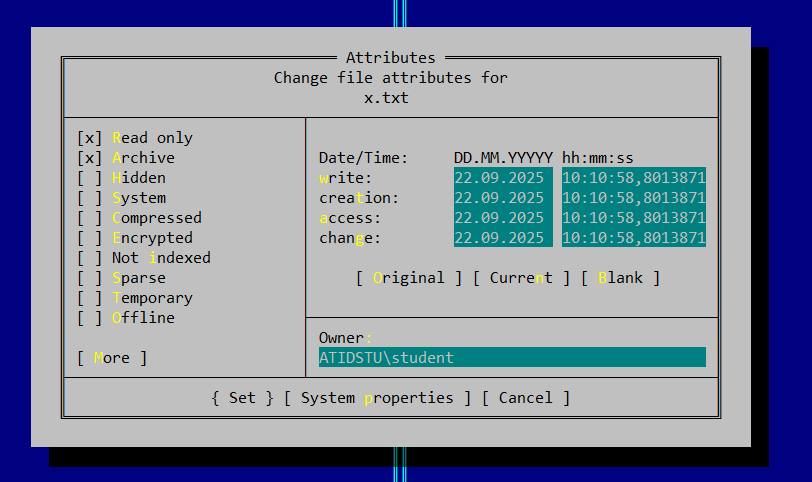 Attributes
Change file attributes for
x.txt
[x] Read only
[x] Archive
[ ] Hidden
[ ] System
[ ] Compressed
[ ] Encrypted
[ ] Not indexed
[ ] Sparse
[ ] Temporary
[ ] Offline
[ More ]
Date/Time: DD.MM.YYYYY hh:mm:ss
write: 22.09.2025 10:10:58,8013871
creation: 22.09.2025 10:10:58,8013871
access: 22.09.2025 10:10:58,8013871
change: 22.09.2025 10:10:58,8013871
[ Original ] [ Current ] [ Blank ]
Owner:
ATIDSTU\student
{ Set } [ System properties ] [ Cancel ]